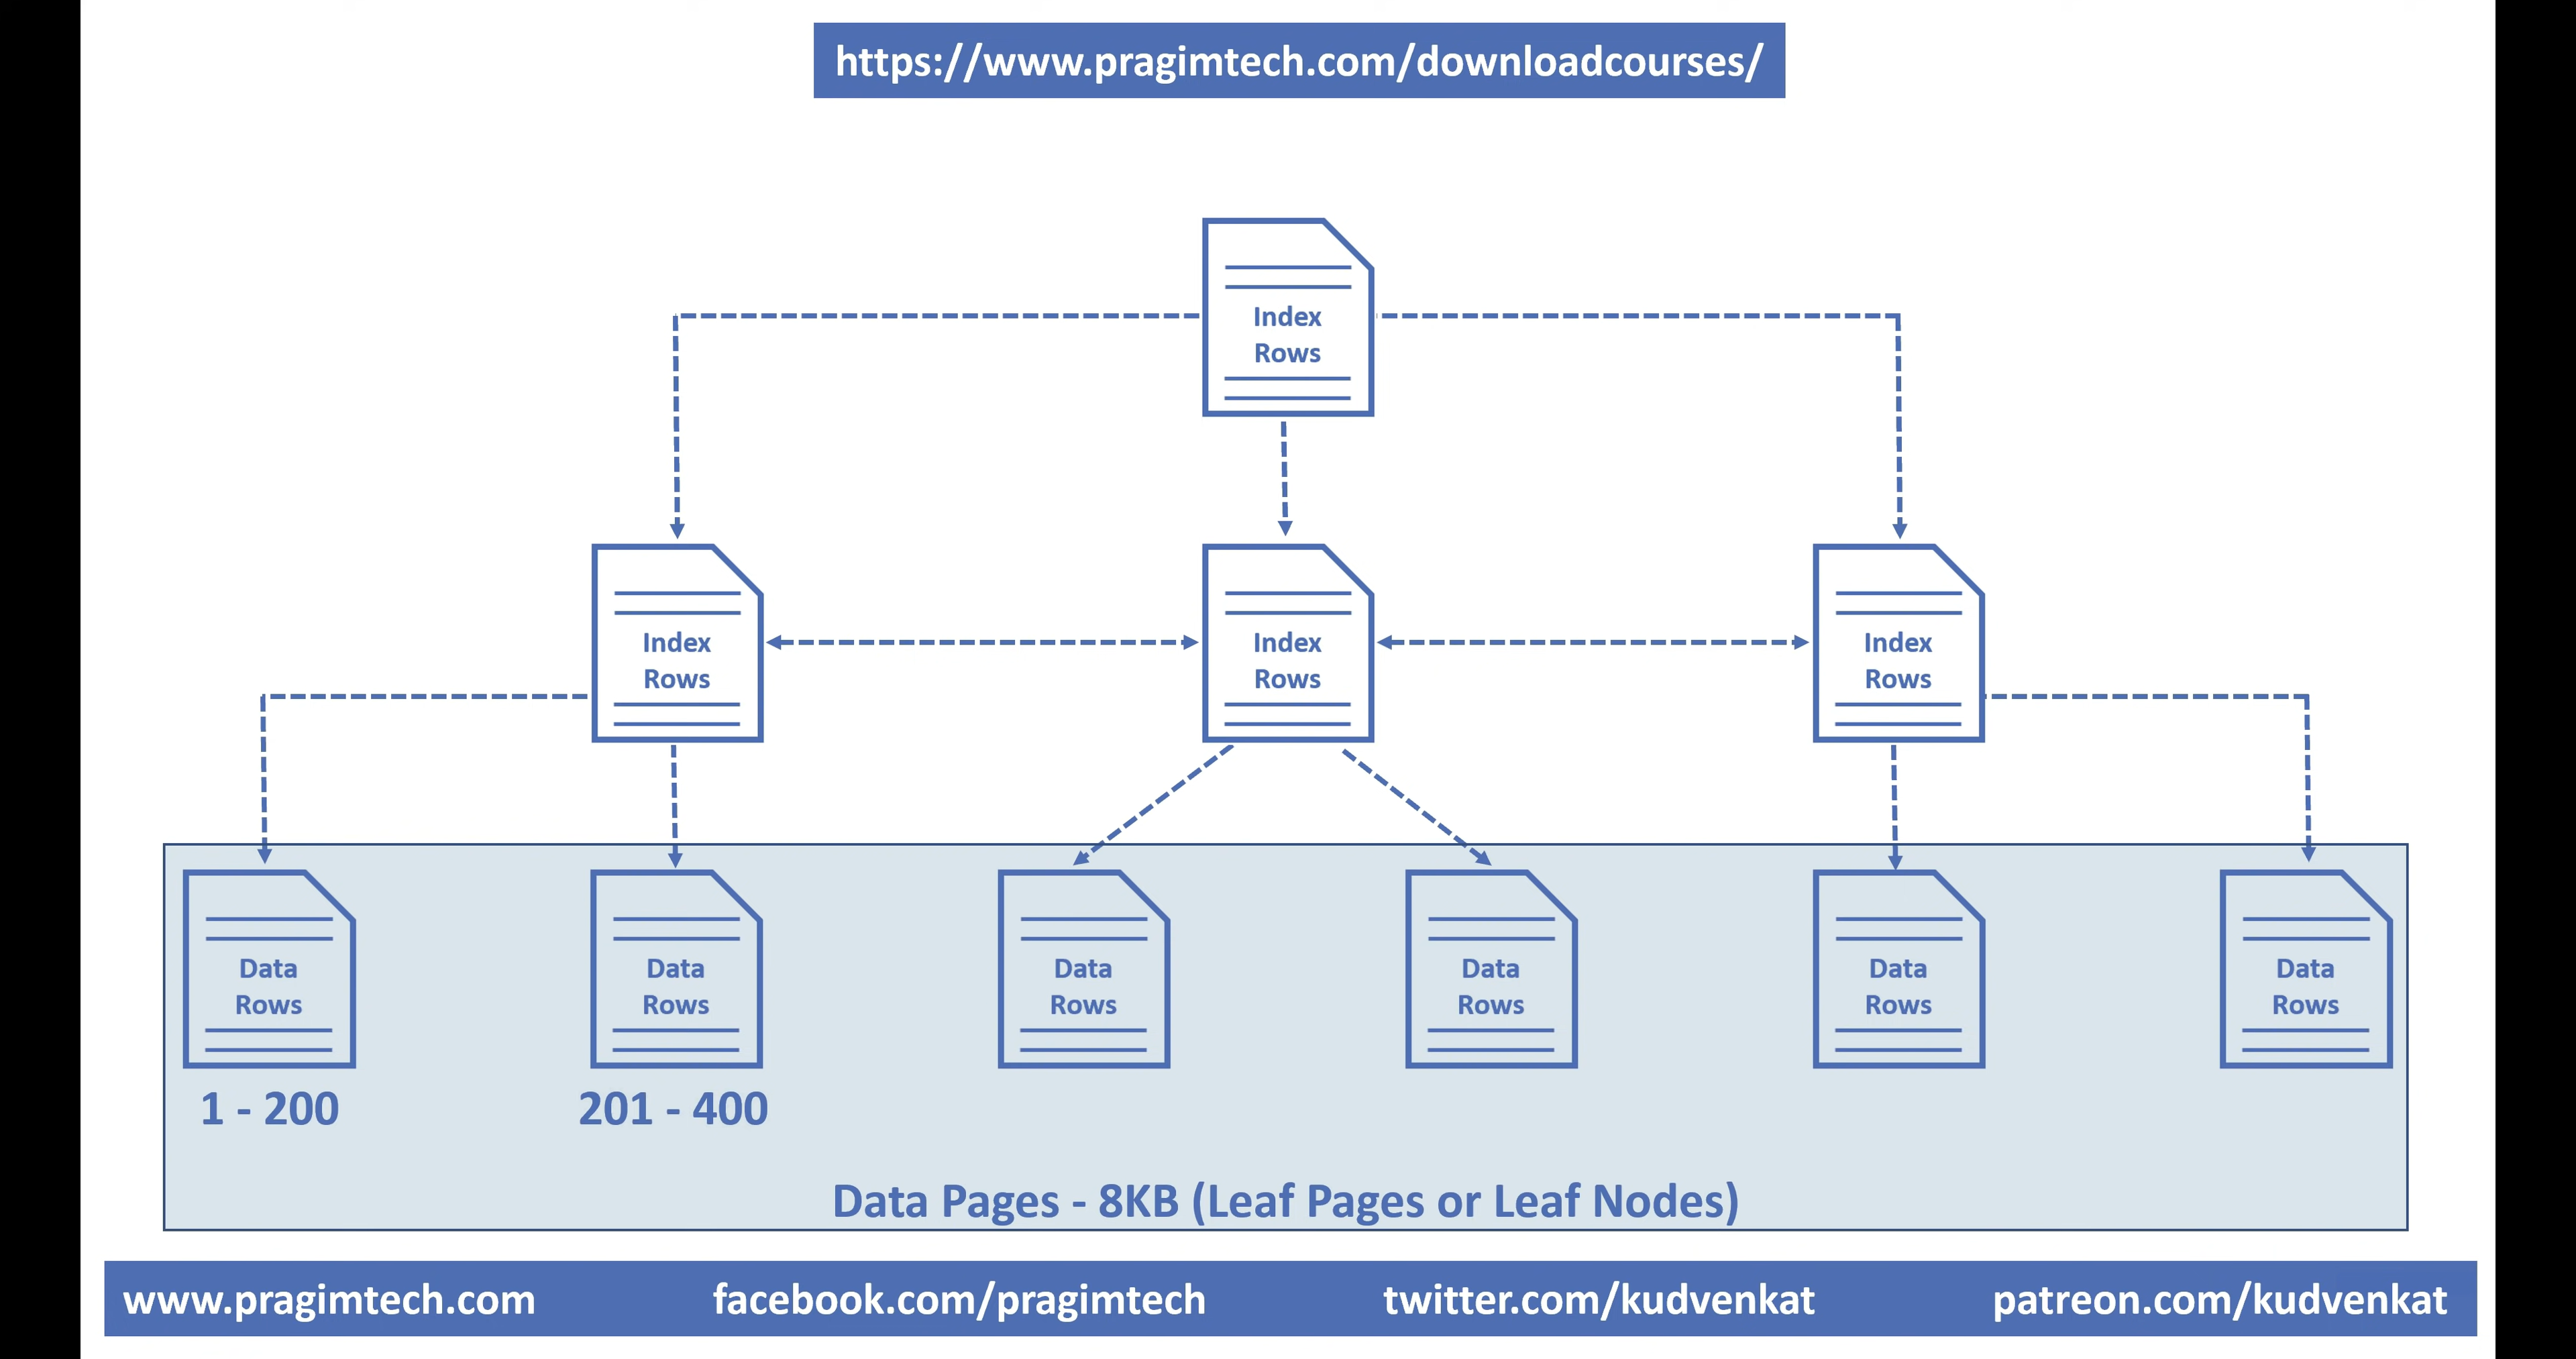 https://www.pragimtech.com/downloadcourses/
Index
Rows
Index
Rows
Index
Rows
Index
Rows
Data
Rows
Data
Rows
Data
Rows
Data
Rows
Data
Rows
Data
Rows
1 - 200
201 - 400
Data Pages - 8KB (Leaf Pages or Leaf Nodes)
www.pragimtech.com
facebook.com/pragimtech
twitter.com/kudvenkat
patreon.com/kudvenkat